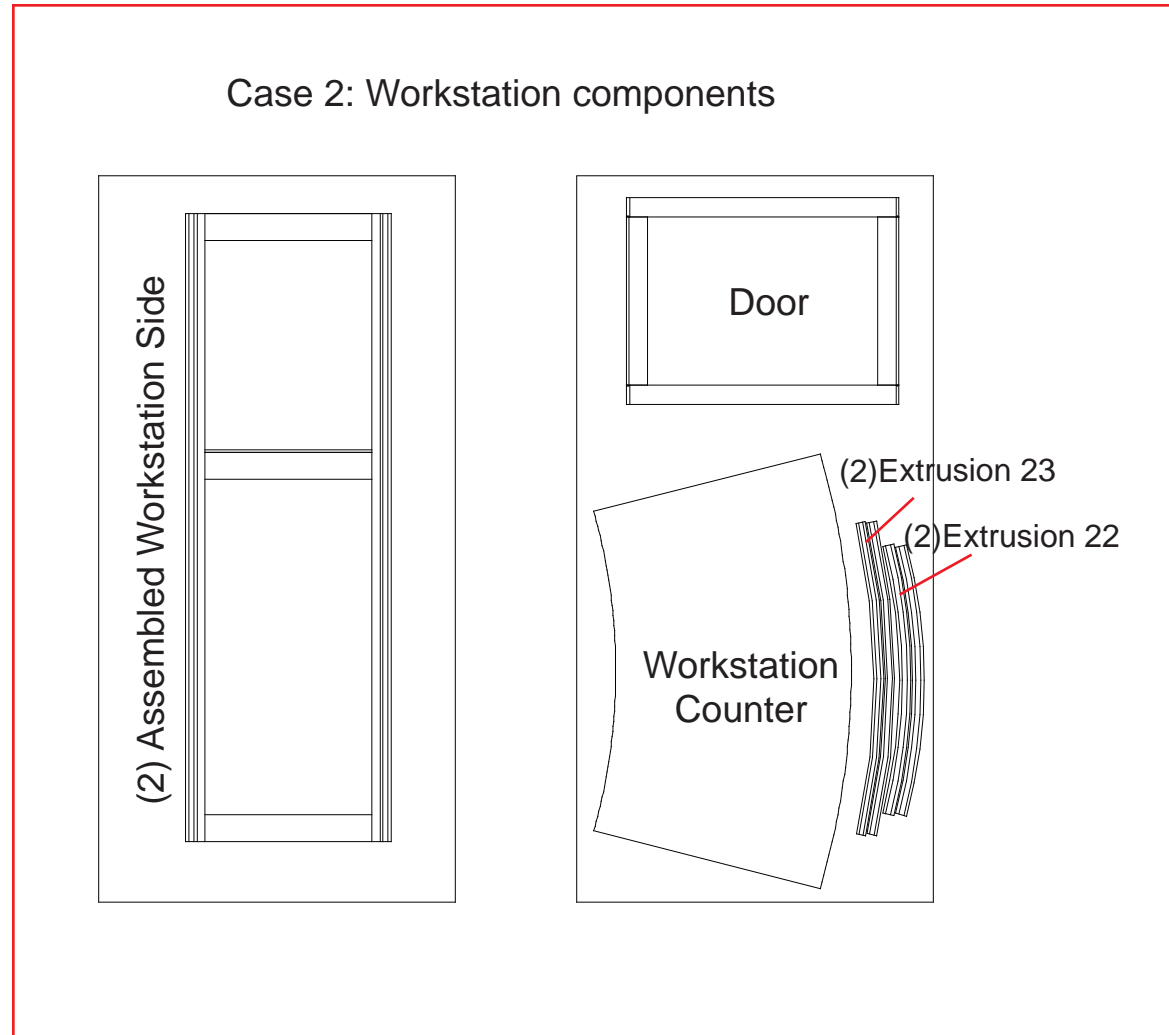 Case 2: Workstation components
(2) Assembled Workstation Side
Door
(2)Extrusion 23
(2)Extrusion 22
Workstation
Counter